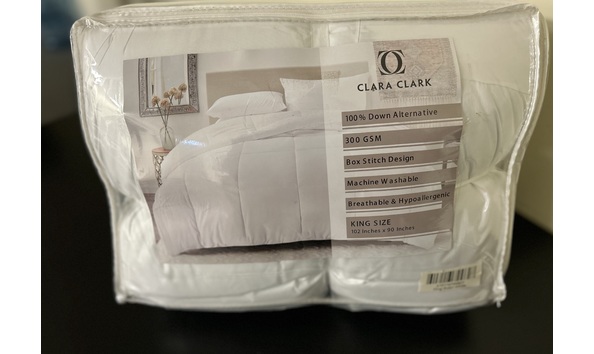 CLARA CLARK
100% Down Alternative
300 GSM
Box Stitch Design
Machine Washable
Breathable & Hypoallergenic
KING SIZE
102 Inches x 90 Inches